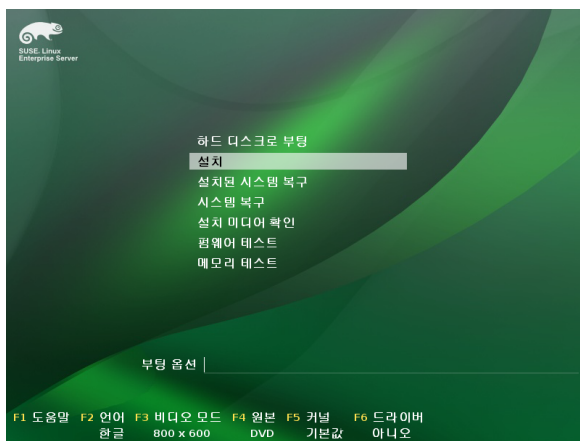 SUSE. Linux
Enterprise Server
하드 디스크로 부팅
설치
설치된 시스템 복구
시스템 복구
설치 미디어 확인
펌웨어 테스트
메모리 테스트
부팅 옵션
F1 도움말 F2 언어 F3 비디오 모드 F4 원본 F5 커널 F6 드라이버
한글 800 x 600 DVD 기본값 아니오